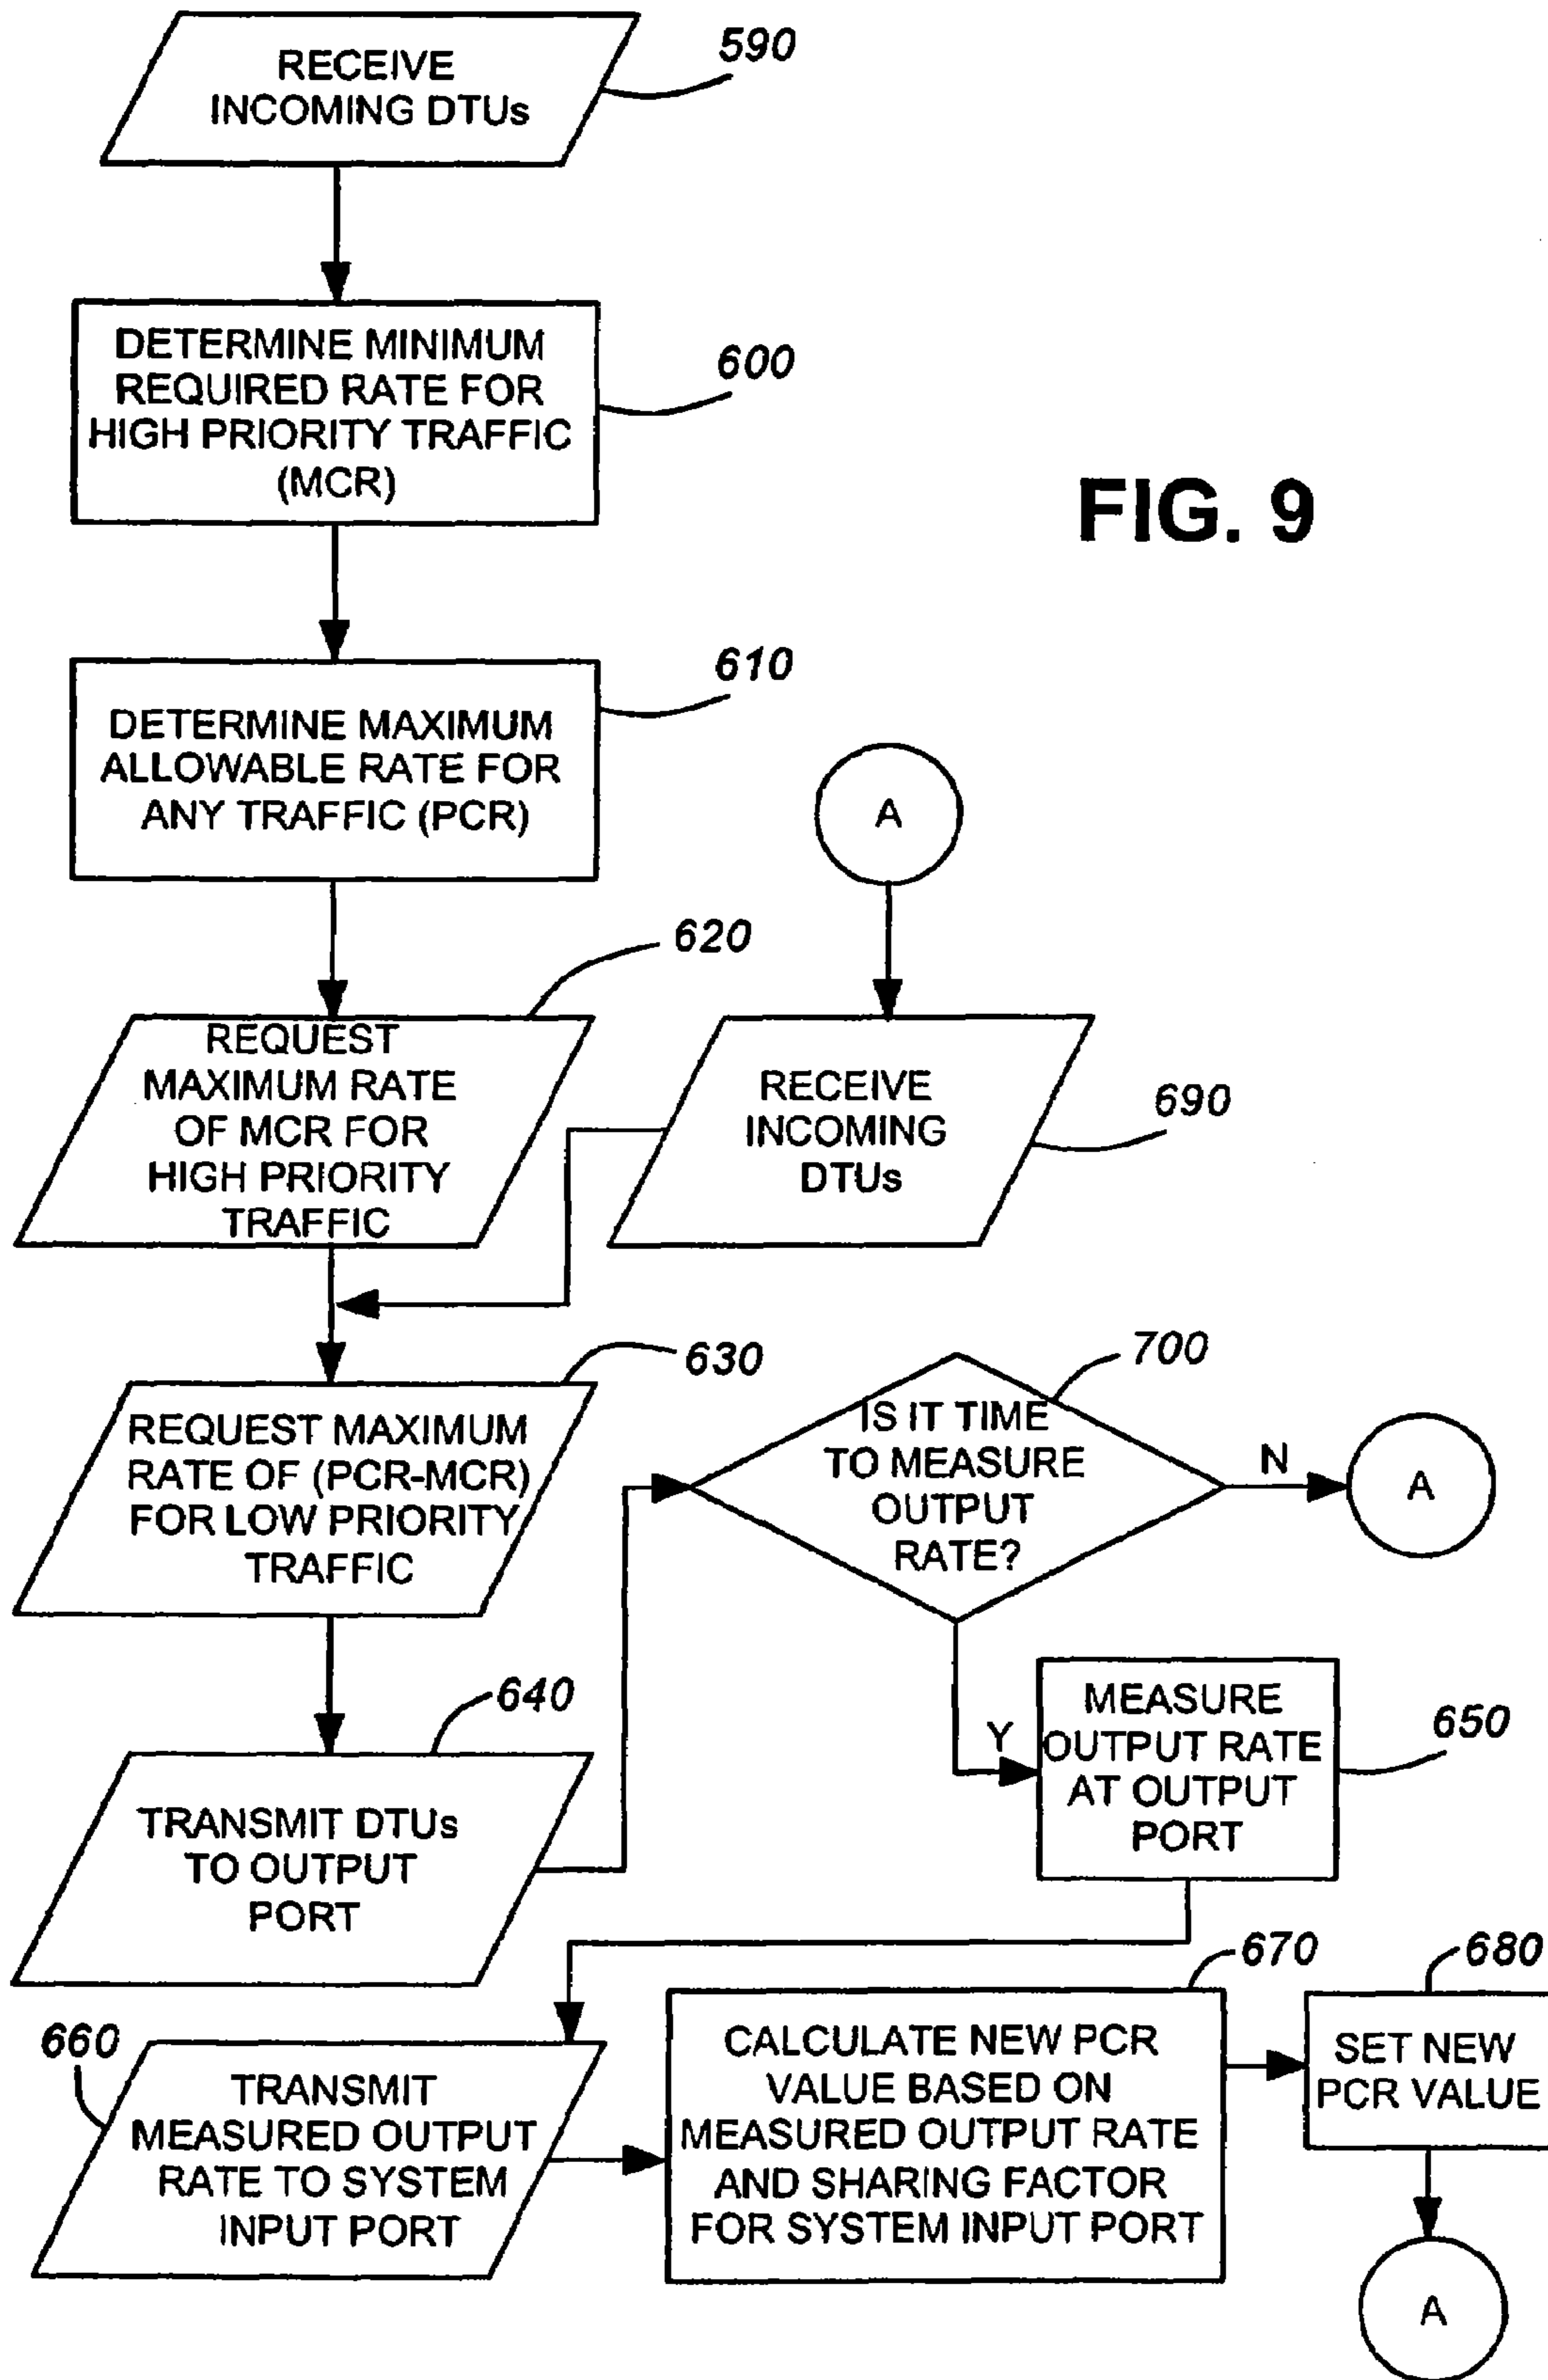 RECEIVE
INCOMING DTUs
590
DETERMINE MINIMUM
REQUIRED RATE FOR
HIGH PRIORITY TRAFFIC
(MCR)
600
FIG. 9
DETERMINE MAXIMUM
ALLOWABLE RATE FOR
ANY TRAFFIC (PCR)
610
A
REQUEST
MAXIMUM RATE
OF MCR FOR
HIGH PRIORITY
TRAFFIC
620
RECEIVE
INCOMING
DTUs
690
REQUEST MAXIMUM
RATE OF (PCR-MCR)
FOR LOW PRIORITY
TRAFFIC
630
IS IT TIME
TO MEASURE
OUTPUT
RATE?
700
N
A
Y
TRANSMIT DTUs
TO OUTPUT
PORT
640
MEASURE
OUTPUT RATE
AT OUTPUT
PORT
650
660
TRANSMIT
MEASURED OUTPUT
RATE TO SYSTEM
INPUT PORT
670
CALCULATE NEW PCR
VALUE BASED ON
MEASURED OUTPUT RATE
AND SHARING FACTOR
FOR SYSTEM INPUT PORT
680
SET NEW
PCR VALUE
A